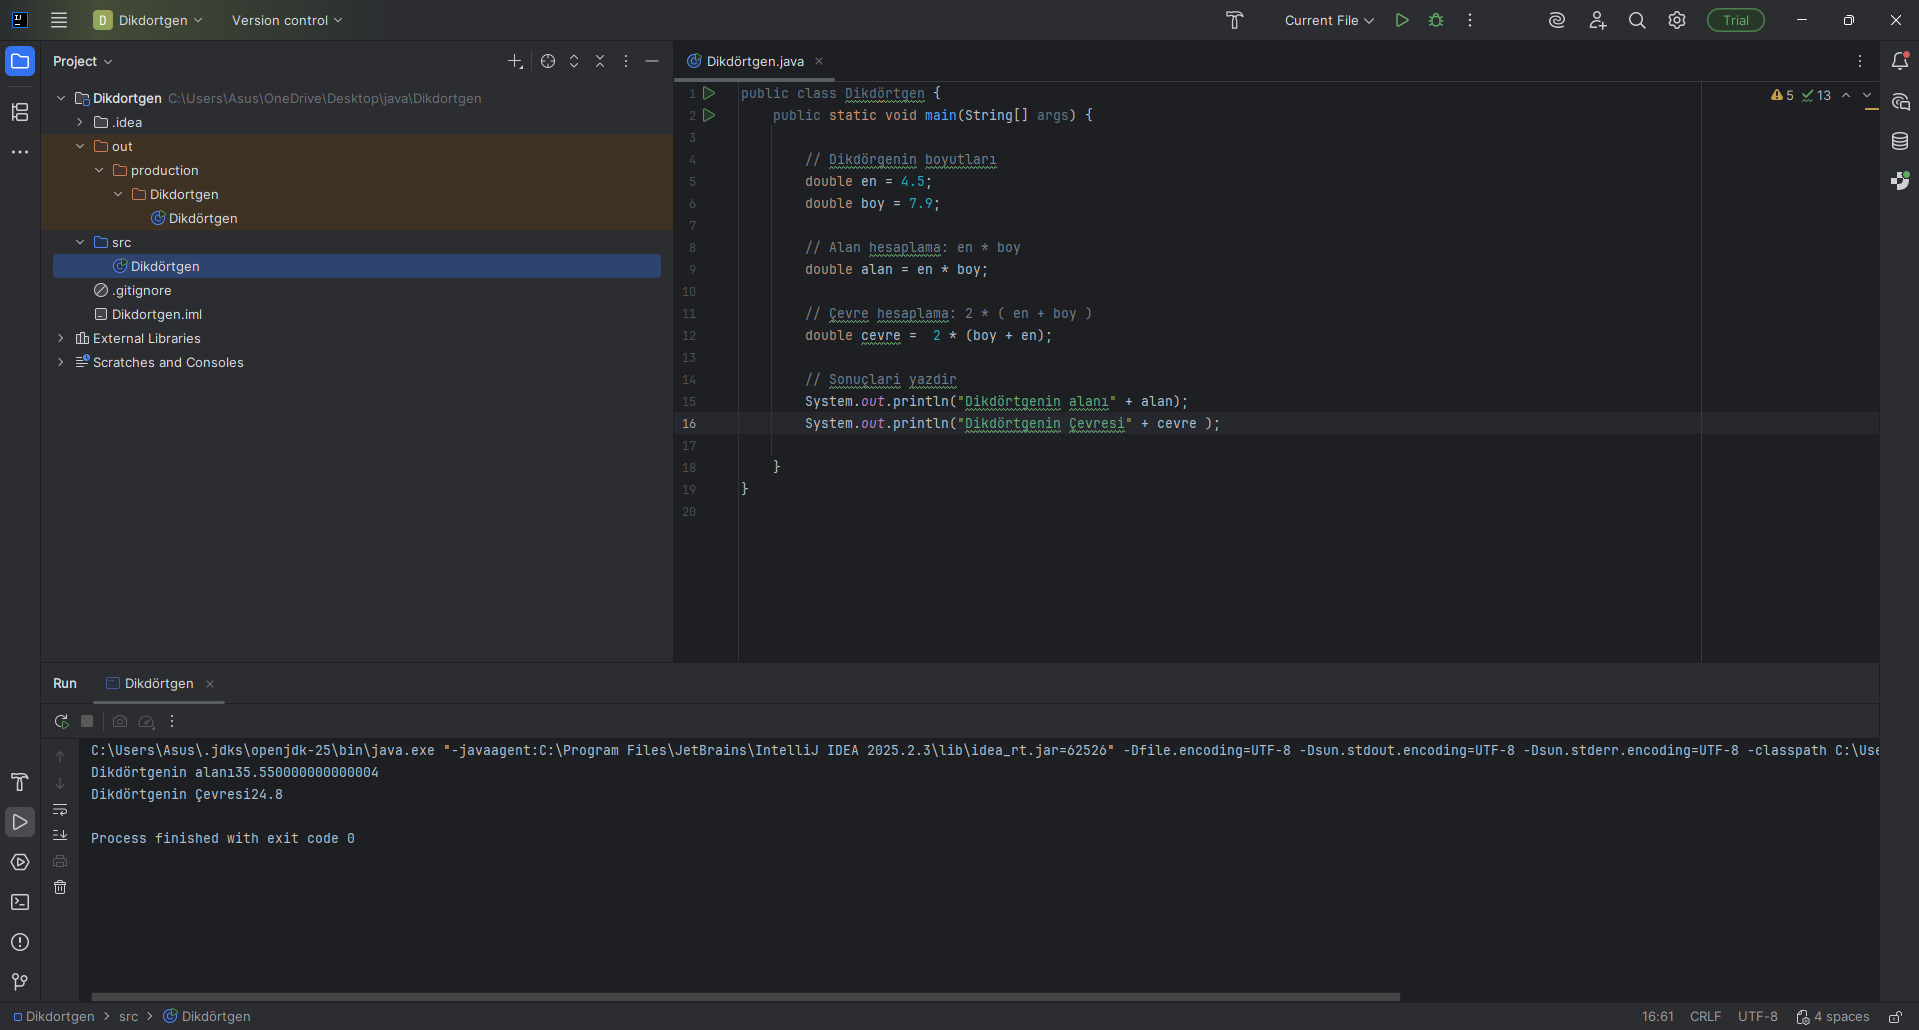 D Dikdortgen Version control Current File Trial
Project
Dikdörtgen.java
Dikdortgen C:\Users\Asus\OneDrive\Desktop\java\Dikdortgen
.idea
out
production
Dikdortgen
Dikdörtgen
src
Dikdörtgen
.gitignore
Dikdortgen.iml
External Libraries
Scratches and Consoles
5 13
1 public class Dikdörtgen {
2 public static void main(String[] args) {
3
4 // Dikdörgenin boyutları
5 double en = 4.5;
6 double boy = 7.9;
7
8 // Alan hesaplama: en * boy
9 double alan = en * boy;
10
11 // Çevre hesaplama: 2 * ( en + boy )
12 double cevre =  2 * (boy + en);
13
14 // Sonuçlari yazdir
15 System.out.println("Dikdörtgenin alanı" + alan);
16 System.out.println("Dikdörtgenin Çevresi" + cevre );
17
18 }
19 }
20
Run Dikdörtgen
C:\Users\Asus\.jdks\openjdk-25\bin\java.exe "-javaagent:C:\Program Files\JetBrains\IntelliJ IDEA 2025.2.3\lib\idea_rt.jar=62526" -Dfile.encoding=UTF-8 -Dsun.stdout.encoding=UTF-8 -Dsun.stderr.encoding=UTF-8 -classpath C:\Use
Dikdörtgenin alanı35.550000000000004
Dikdörtgenin Çevresi24.8
Process finished with exit code 0
Dikdortgen > src > Dikdörtgen 16:61 CRLF UTF-8 4 spaces